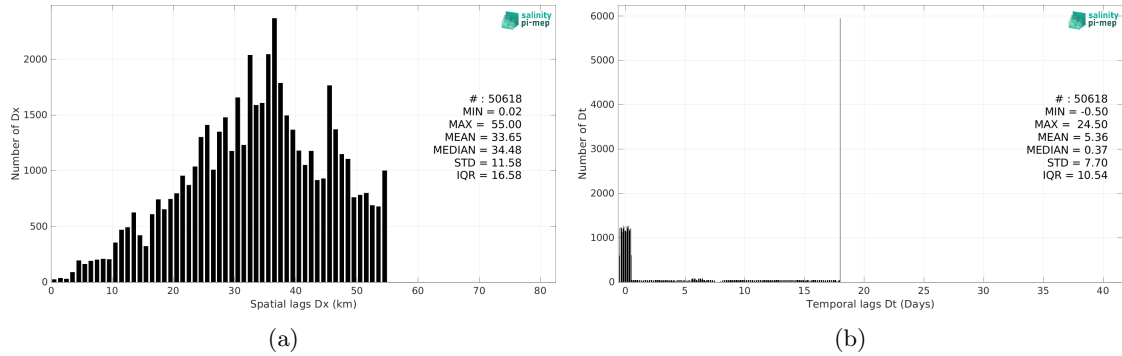 salinity
pi-mep
2000
1500
1000
500
0
Number of Dx
# : 50618
MIN = 0.02
MAX = 55.00
MEAN = 33.65
MEDIAN = 34.48
STD = 11.58
IQR = 16.58
0 10 20 30 40 50 60 70 80
Spatial lags Dx (km)
(a)
salinity
pi-mep
6000
5000
4000
3000
2000
1000
0
Number of Dt
# : 50618
MIN = -0.50
MAX = 24.50
MEAN = 5.36
MEDIAN = 0.37
STD = 7.70
IQR = 10.54
0 5 10 15 20 25 30 35 40
Temporal lags Dt (Days)
(b)